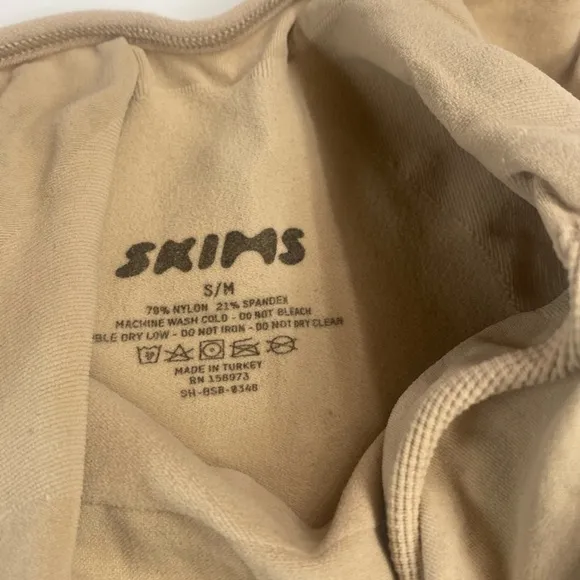 SKIMS
S/M
79% NYLON 21% SPANDEX
MACHINE WASH COLD - DO NOT BLEACH
BLE DRY LOW - DO NOT IRON - DO NOT DRY CLEAN
MADE IN TURKEY
RN 158973
SH-BSB-0348